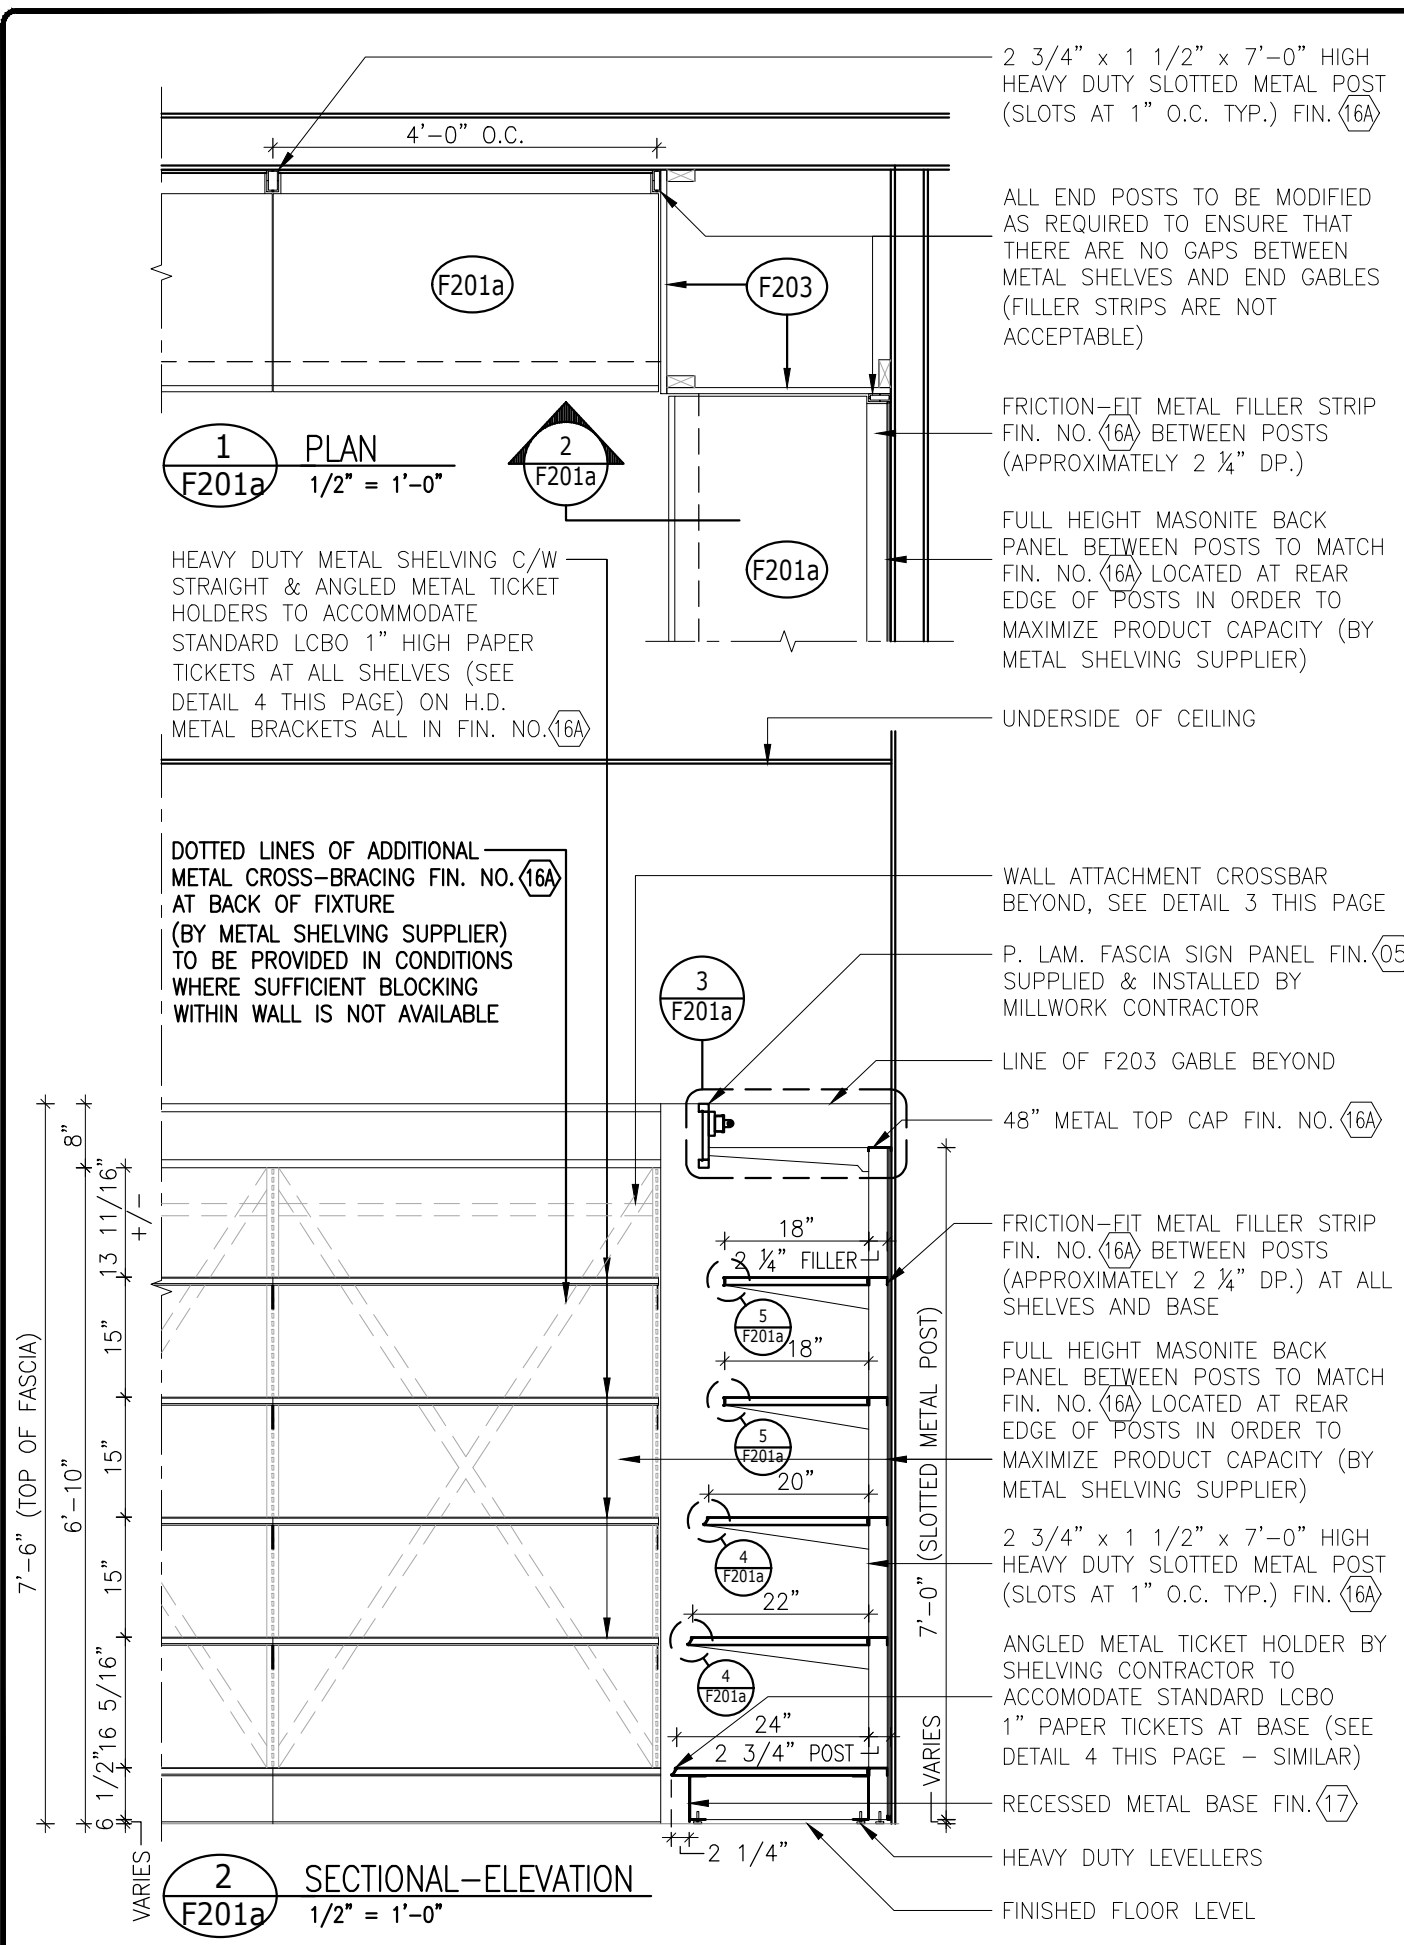 2 3/4” x 1 1/2” x 7’-0” HIGH
HEAVY DUTY SLOTTED METAL POST
(SLOTS AT 1” O.C. TYP.) FIN. 16A
4’-0” O.C.
ALL END POSTS TO BE MODIFIED
AS REQUIRED TO ENSURE THAT
THERE ARE NO GAPS BETWEEN
METAL SHELVES AND END GABLES
(FILLER STRIPS ARE NOT
ACCEPTABLE)
F201a
F203
FRICTION-FIT METAL FILLER STRIP
FIN. NO. 16A BETWEEN POSTS
(APPROXIMATELY 2 ¼” DP.)
1
F201a
PLAN
1/2” = 1’-0”
2
F201a
FULL HEIGHT MASONITE BACK
PANEL BETWEEN POSTS TO MATCH
FIN. NO. 16A LOCATED AT REAR
EDGE OF POSTS IN ORDER TO
MAXIMIZE PRODUCT CAPACITY (BY
METAL SHELVING SUPPLIER)
F201a
HEAVY DUTY METAL SHELVING C/W
STRAIGHT & ANGLED METAL TICKET
HOLDERS TO ACCOMMODATE
STANDARD LCBO 1” HIGH PAPER
TICKETS AT ALL SHELVES (SEE
DETAIL 4 THIS PAGE) ON H.D.
METAL BRACKETS ALL IN FIN. NO. 16A
UNDERSIDE OF CEILING
DOTTED LINES OF ADDITIONAL
METAL CROSS-BRACING FIN. NO. 16A
AT BACK OF FIXTURE
(BY METAL SHELVING SUPPLIER)
TO BE PROVIDED IN CONDITIONS
WHERE SUFFICIENT BLOCKING
WITHIN WALL IS NOT AVAILABLE
WALL ATTACHMENT CROSSBAR
BEYOND, SEE DETAIL 3 THIS PAGE
P. LAM. FASCIA SIGN PANEL FIN. 05
SUPPLIED & INSTALLED BY
MILLWORK CONTRACTOR
3
F201a
LINE OF F203 GABLE BEYOND
48” METAL TOP CAP FIN. NO. 16A
FRICTION-FIT METAL FILLER STRIP
FIN. NO. 16A BETWEEN POSTS
(APPROXIMATELY 2 ¼” DP.) AT ALL
SHELVES AND BASE
FULL HEIGHT MASONITE BACK
PANEL BETWEEN POSTS TO MATCH
FIN. NO. 16A LOCATED AT REAR
EDGE OF POSTS IN ORDER TO
MAXIMIZE PRODUCT CAPACITY (BY
METAL SHELVING SUPPLIER)
2 3/4” x 1 1/2” x 7’-0” HIGH
HEAVY DUTY SLOTTED METAL POST
(SLOTS AT 1” O.C. TYP.) FIN. 16A
ANGLED METAL TICKET HOLDER BY
SHELVING CONTRACTOR TO
ACCOMODATE STANDARD LCBO
1” PAPER TICKETS AT BASE (SEE
DETAIL 4 THIS PAGE - SIMILAR)
RECESSED METAL BASE FIN. 17
HEAVY DUTY LEVELLERS
FINISHED FLOOR LEVEL
7’-6” (TOP OF FASCIA)
8”
6’-10”
13 11/16”
+/-
15”
15”
15”
16 5/16”
6 1/2”
VARIES
18”
2 ¼” FILLER
5
F201a
18”
5
F201a
20”
4
F201a
22”
4
F201a
24”
2 3/4” POST
2 1/4”
7’-0” (SLOTTED METAL POST)
VARIES
2
F201a
SECTIONAL-ELEVATION
1/2” = 1’-0”